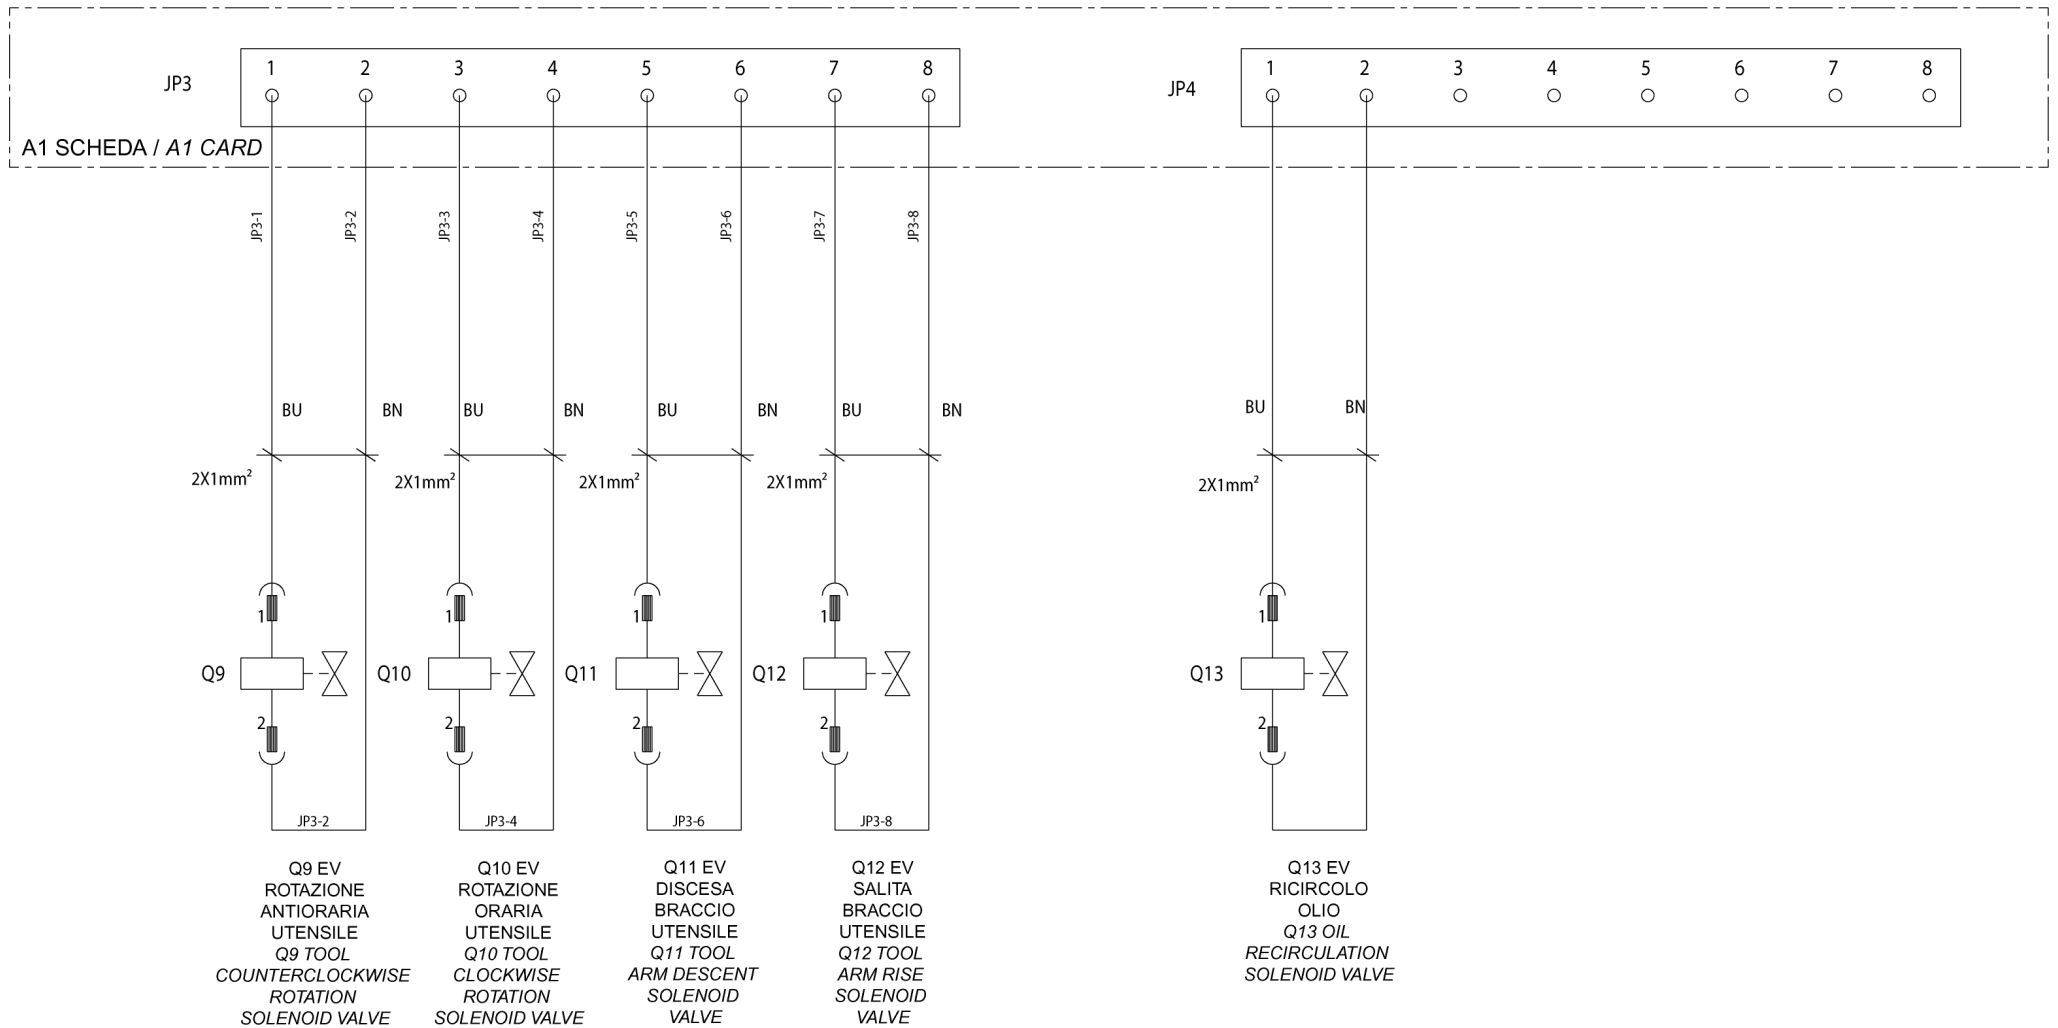 JP3
1 2 3 4 5 6 7 8
JP4
1 2 3 4 5 6 7 8
A1 SCHEDA / A1 CARD
JP3-1
JP3-2
JP3-3
JP3-4
JP3-5
JP3-6
JP3-7
JP3-8
BU BN BU BN BU BN BU BN BU BN
2X1mm² 2X1mm² 2X1mm² 2X1mm² 2X1mm²
1 1 1 1 1
Q9 Q10 Q11 Q12 Q13
2 2 2 2 2
JP3-2 JP3-4 JP3-6 JP3-8
Q9 EV
ROTAZIONE
ANTIORARIA
UTENSILE
Q9 TOOL
COUNTERCLOCKWISE
ROTATION
SOLENOID VALVE
Q10 EV
ROTAZIONE
ORARIA
UTENSILE
Q10 TOOL
CLOCKWISE
ROTATION
SOLENOID VALVE
Q11 EV
DISCESA
BRACCIO
UTENSILE
Q11 TOOL
ARM DESCENT
SOLENOID
VALVE
Q12 EV
SALITA
BRACCIO
UTENSILE
Q12 TOOL
ARM RISE
SOLENOID
VALVE
Q13 EV
RICIRCOLO
OLIO
Q13 OIL
RECIRCULATION
SOLENOID VALVE